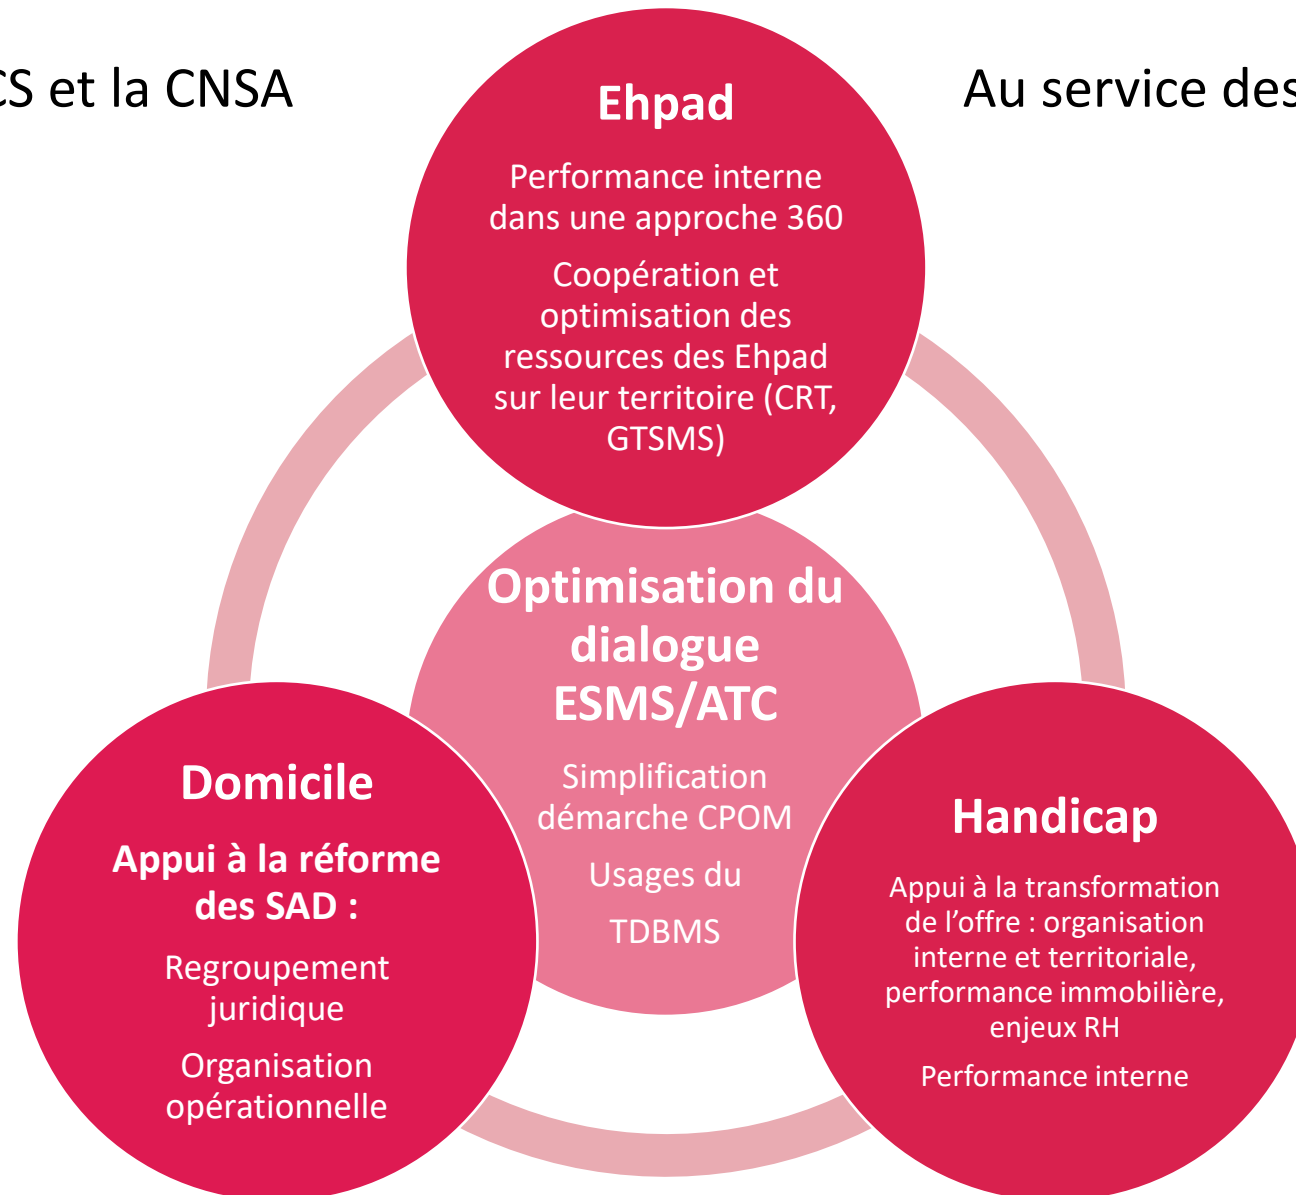 CS et la CNSA
Au service des
Ehpad
Performance interne
dans une approche 360
Coopération et
optimisation des
ressources des Ehpad
sur leur territoire (CRT,
GTSMS)
Optimisation du
dialogue
ESMS/ATC
Simplification
démarche CPOM
Usages du
TDBMS
Domicile
Appui à la réforme
des SAD :
Regroupement
juridique
Organisation
opérationnelle
Handicap
Appui à la transformation
de l’offre : organisation
interne et territoriale,
performance immobilière,
enjeux RH
Performance interne